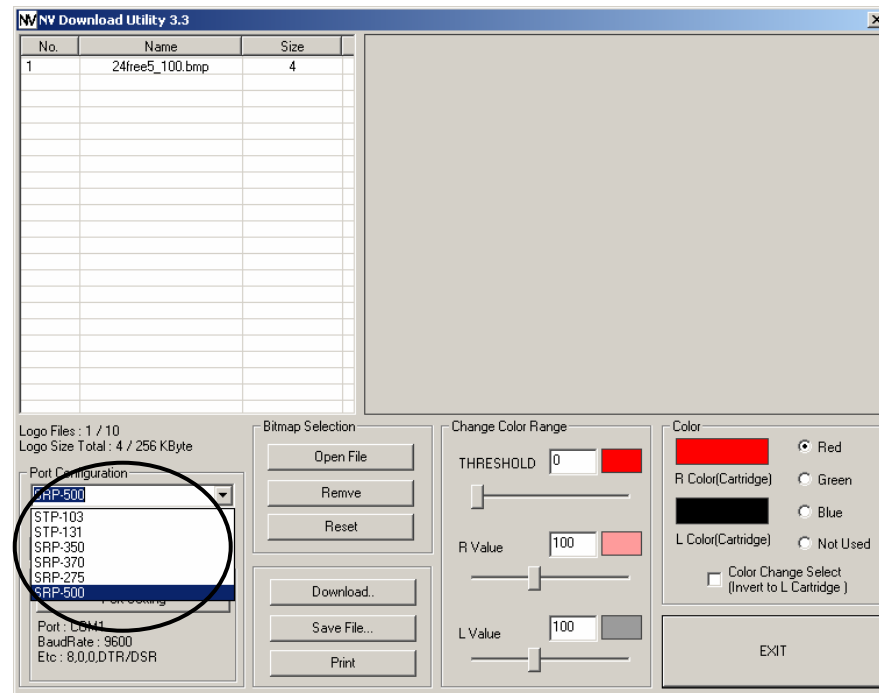 NV NV Download Utility 3.3
No. Name Size
1 24free5_100.bmp 4
Logo Files : 1 / 10
Logo Size Total : 4 / 256 KByte
Port Configuration
SRP-500
STP-103
STP-131
SRP-350
SRP-370
SRP-275
SRP-500
Port : COM1
BaudRate : 9600
Etc : 8,0,0,DTR/DSR
Bitmap Selection
Open File
Remve
Reset
Download..
Save File...
Print
Change Color Range
THRESHOLD 0
R Value 100
L Value 100
Color
R Color(Cartridge)
L Color(Cartridge)
Red
Green
Blue
Not Used
Color Change Select
(Invert to L Cartridge )
EXIT